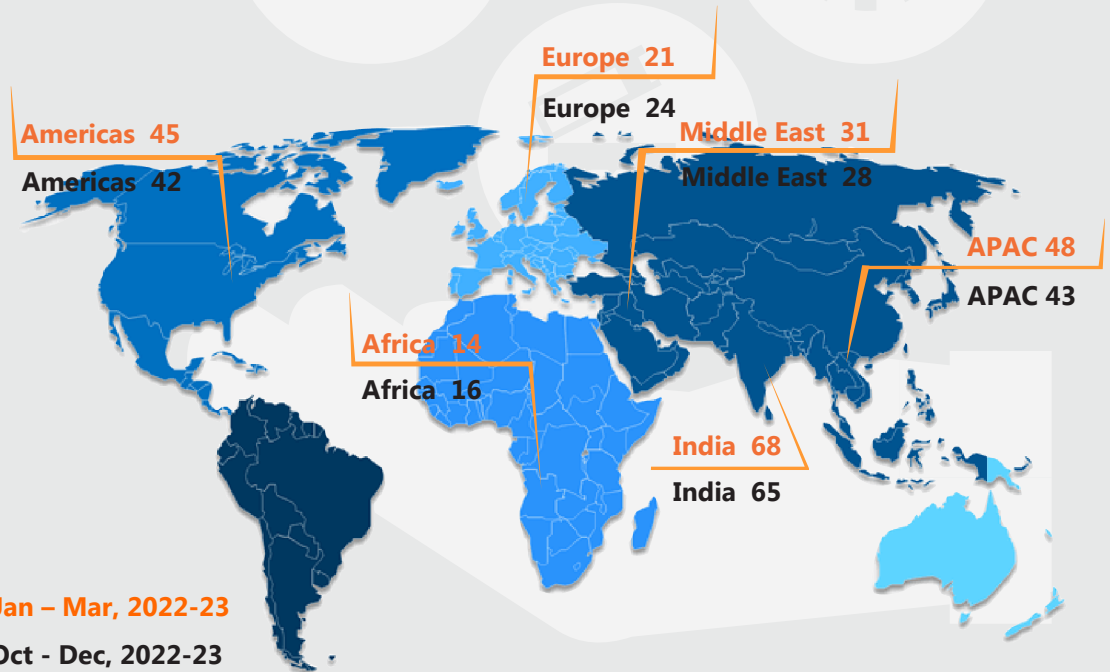 Europe 21
Europe 24
Americas 45
Americas 42
Middle East 31
Middle East 28
APAC 48
APAC 43
Africa 14
Africa 16
India 68
India 65
Jan – Mar, 2022-23
Oct - Dec, 2022-23